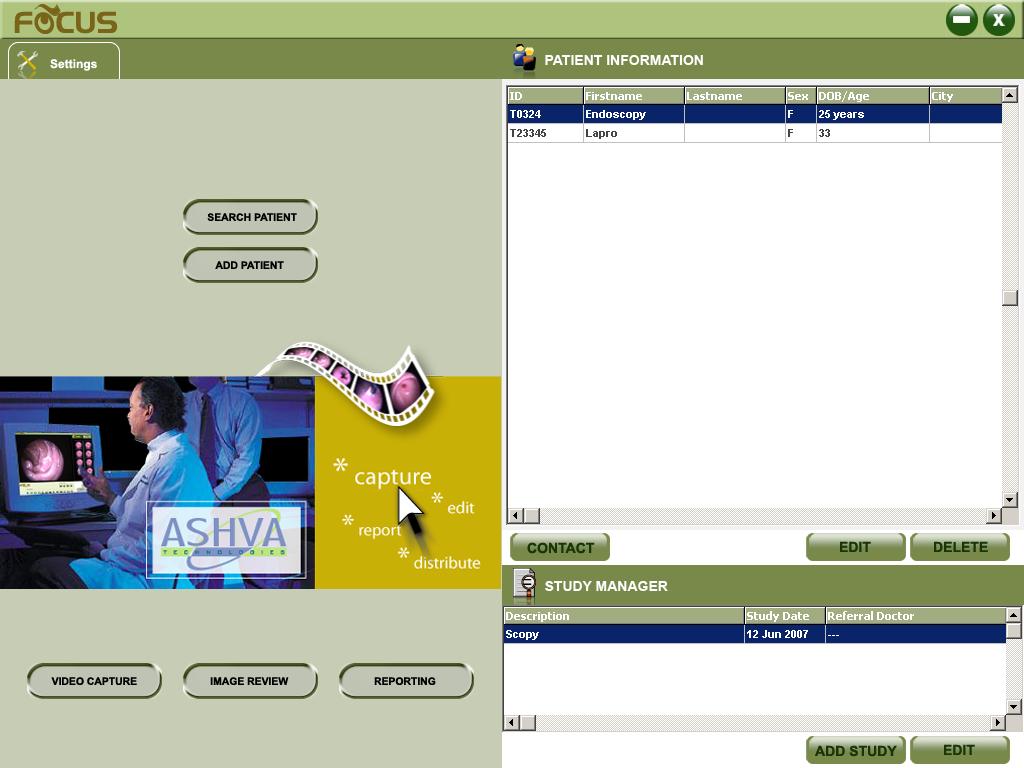 FOCUS
X
Settings
PATIENT INFORMATION
ID Firstname Lastname Sex DOB/Age City
T0324 Endoscopy F 25 years
T23345 Lapro F 33
SEARCH PATIENT
ADD PATIENT
* capture
* edit
* report
* distribute
ASHVA
TECHNOLOGIES
CONTACT EDIT DELETE
STUDY MANAGER
Description Study Date Referral Doctor
Scopy 12 Jun 2007 ---
VIDEO CAPTURE IMAGE REVIEW REPORTING
ADD STUDY EDIT